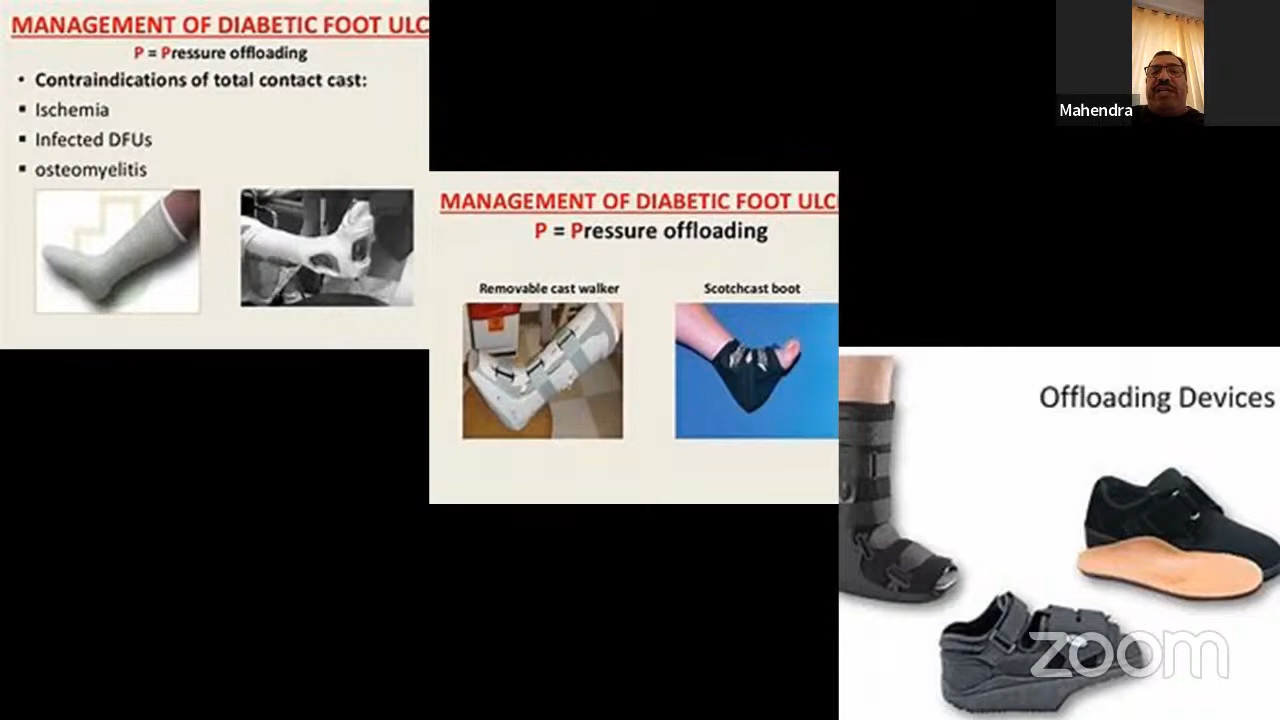 MANAGEMENT OF DIABETIC FOOT ULC
P = Pressure offloading
• Contraindications of total contact cast:
▪ Ischemia
▪ Infected DFUs
▪ osteomyelitis
MANAGEMENT OF DIABETIC FOOT ULC
P = Pressure offloading
Removable cast walker
Scotchcast boot
Offloading Devices
Mahendra
zoom